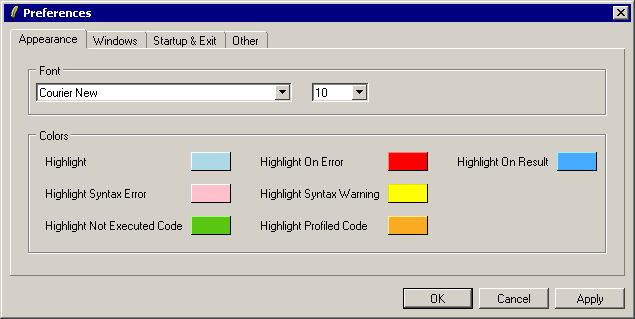 Preferences
Appearance Windows Startup & Exit Other
Font
Courier New 10
Colors
Highlight Highlight On Error Highlight On Result
Highlight Syntax Error Highlight Syntax Warning
Highlight Not Executed Code Highlight Profiled Code
OK Cancel Apply